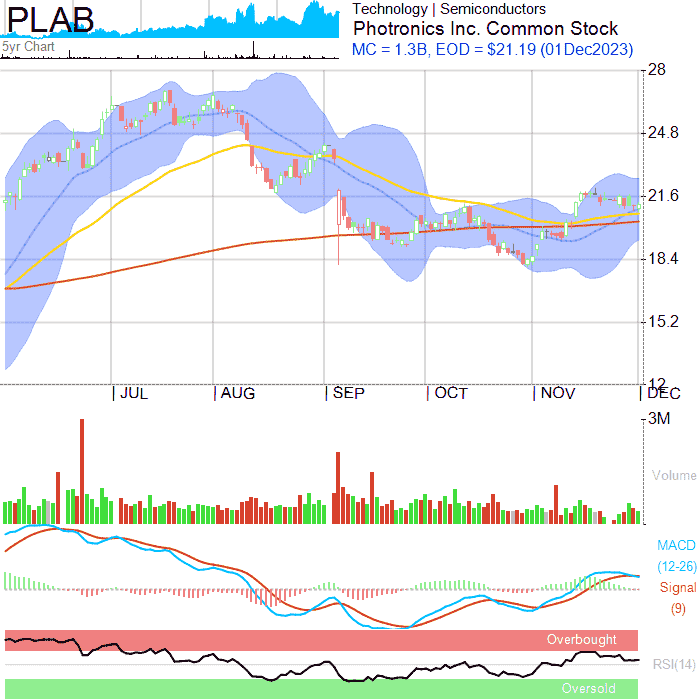 PLAB
5yr Chart
Technology | Semiconductors
Photronics Inc. Common Stock
MC = 1.3B, EOD = $21.19 (01Dec2023)
28
24.8
21.6
18.4
15.2
12
JUL
AUG
SEP
OCT
NOV
DEC
3M
Volume
MACD
(12-26)
Signal
(9)
Overbought
RSI(14)
Oversold